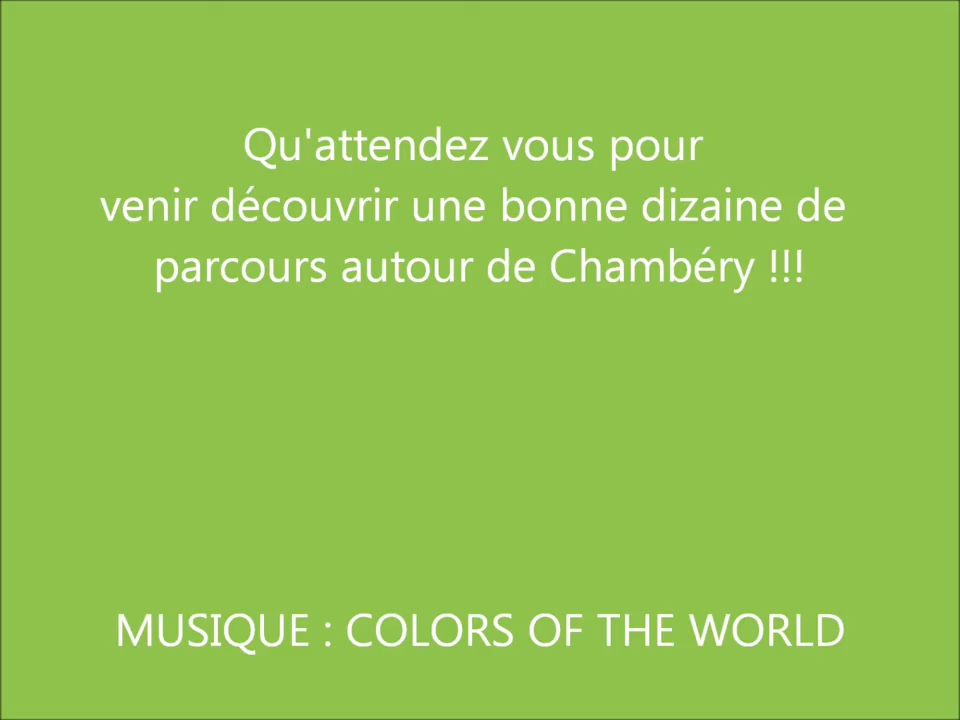 Qu'attendez vous pour
venir découvrir une bonne dizaine de
parcours autour de Chambéry !!!
MUSIQUE : COLORS OF THE WORLD